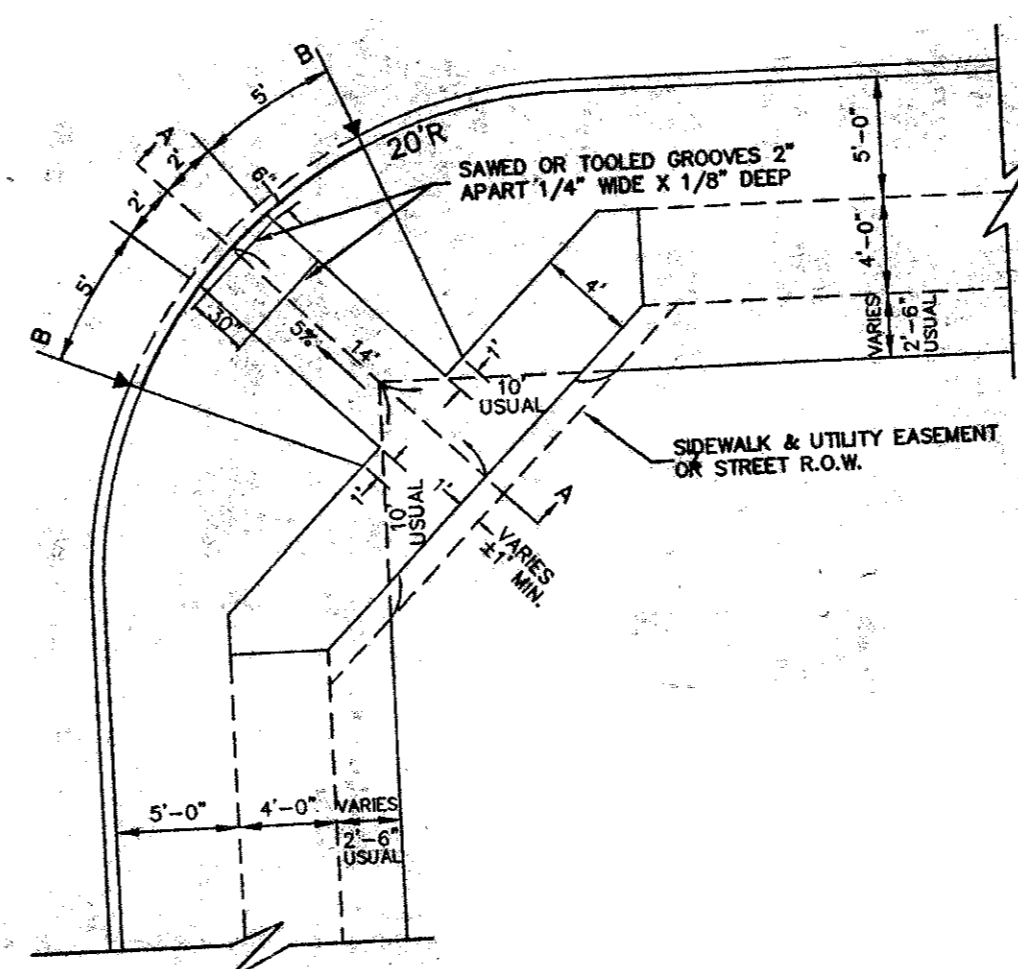 B
5'
A
2'
2'
5'
B
6"
20'R
SAWED OR TOOLED GROOVES 2"
APART 1/4" WIDE X 1/8" DEEP
5'-0"
4'-0"
VARIES
2'-6"
USUAL
4'
30"
5%
14'
1'
10'
USUAL
SIDEWALK & UTILITY EASEMENT
OR STREET R.O.W.
1'
10'
USUAL
1'
A
VARIES
±1' MIN.
5'-0"
4'-0"
VARIES
2'-6"
USUAL